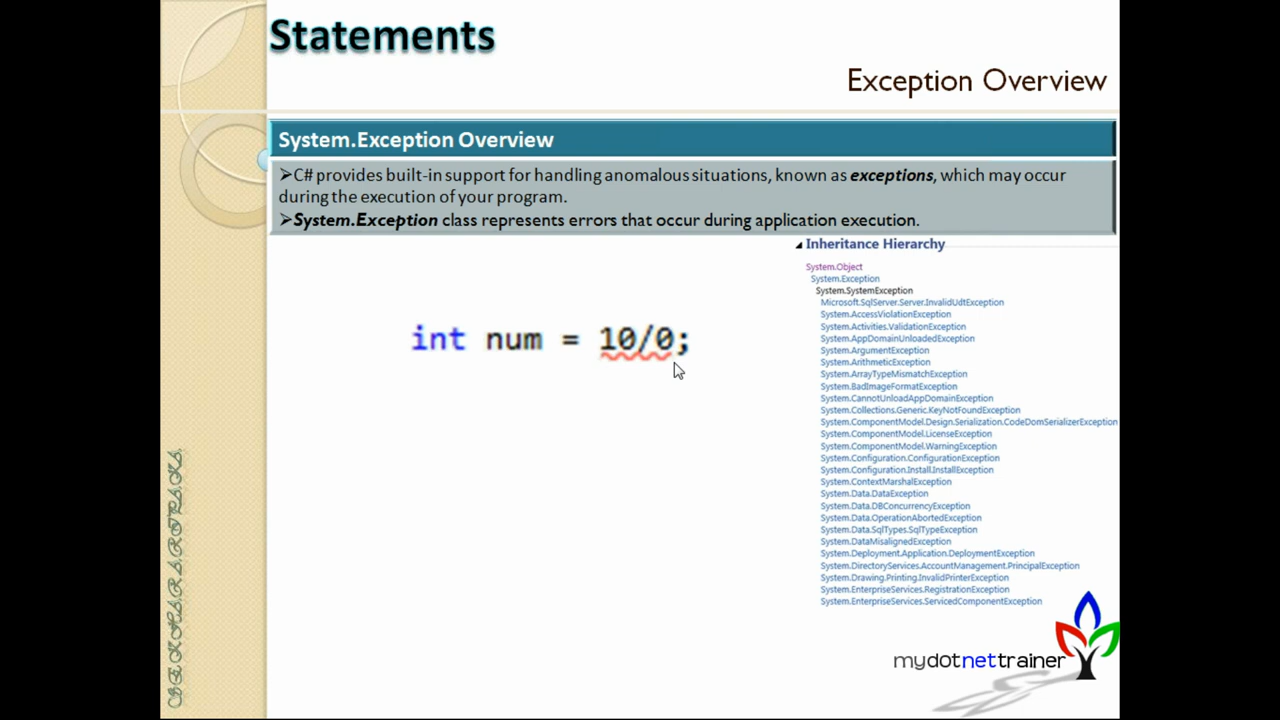 Statements
Exception Overview
System.Exception Overview
➢C# provides built-in support for handling anomalous situations, known as exceptions, which may occur
during the execution of your program.
➢System.Exception class represents errors that occur during application execution.
Inheritance Hierarchy
System.Object
System.Exception
System.SystemException
Microsoft.SqlServer.Server.InvalidUdtException
System.AccessViolationException
System.Activities.ValidationException
System.AppDomainUnloadedException
System.ArgumentException
System.ArithmeticException
System.ArrayTypeMismatchException
System.BadImageFormatException
System.CannotUnloadAppDomainException
System.Collections.Generic.KeyNotFoundException
System.ComponentModel.Design.Serialization.CodeDomSerializerException
System.ComponentModel.LicenseException
System.ComponentModel.WarningException
System.Configuration.ConfigurationException
System.Configuration.Install.InstallException
System.ContextMarshalException
System.Data.DataException
System.Data.DBConcurrencyException
System.Data.OperationAbortedException
System.Data.SqlTypes.SqlTypeException
System.DataMisalignedException
System.Deployment.Application.DeploymentException
System.DirectoryServices.AccountManagement.PrincipalException
System.Drawing.Printing.InvalidPrinterException
System.EnterpriseServices.RegistrationException
System.EnterpriseServices.ServicedComponentException
int num = 10/0;
mydotnettrainer